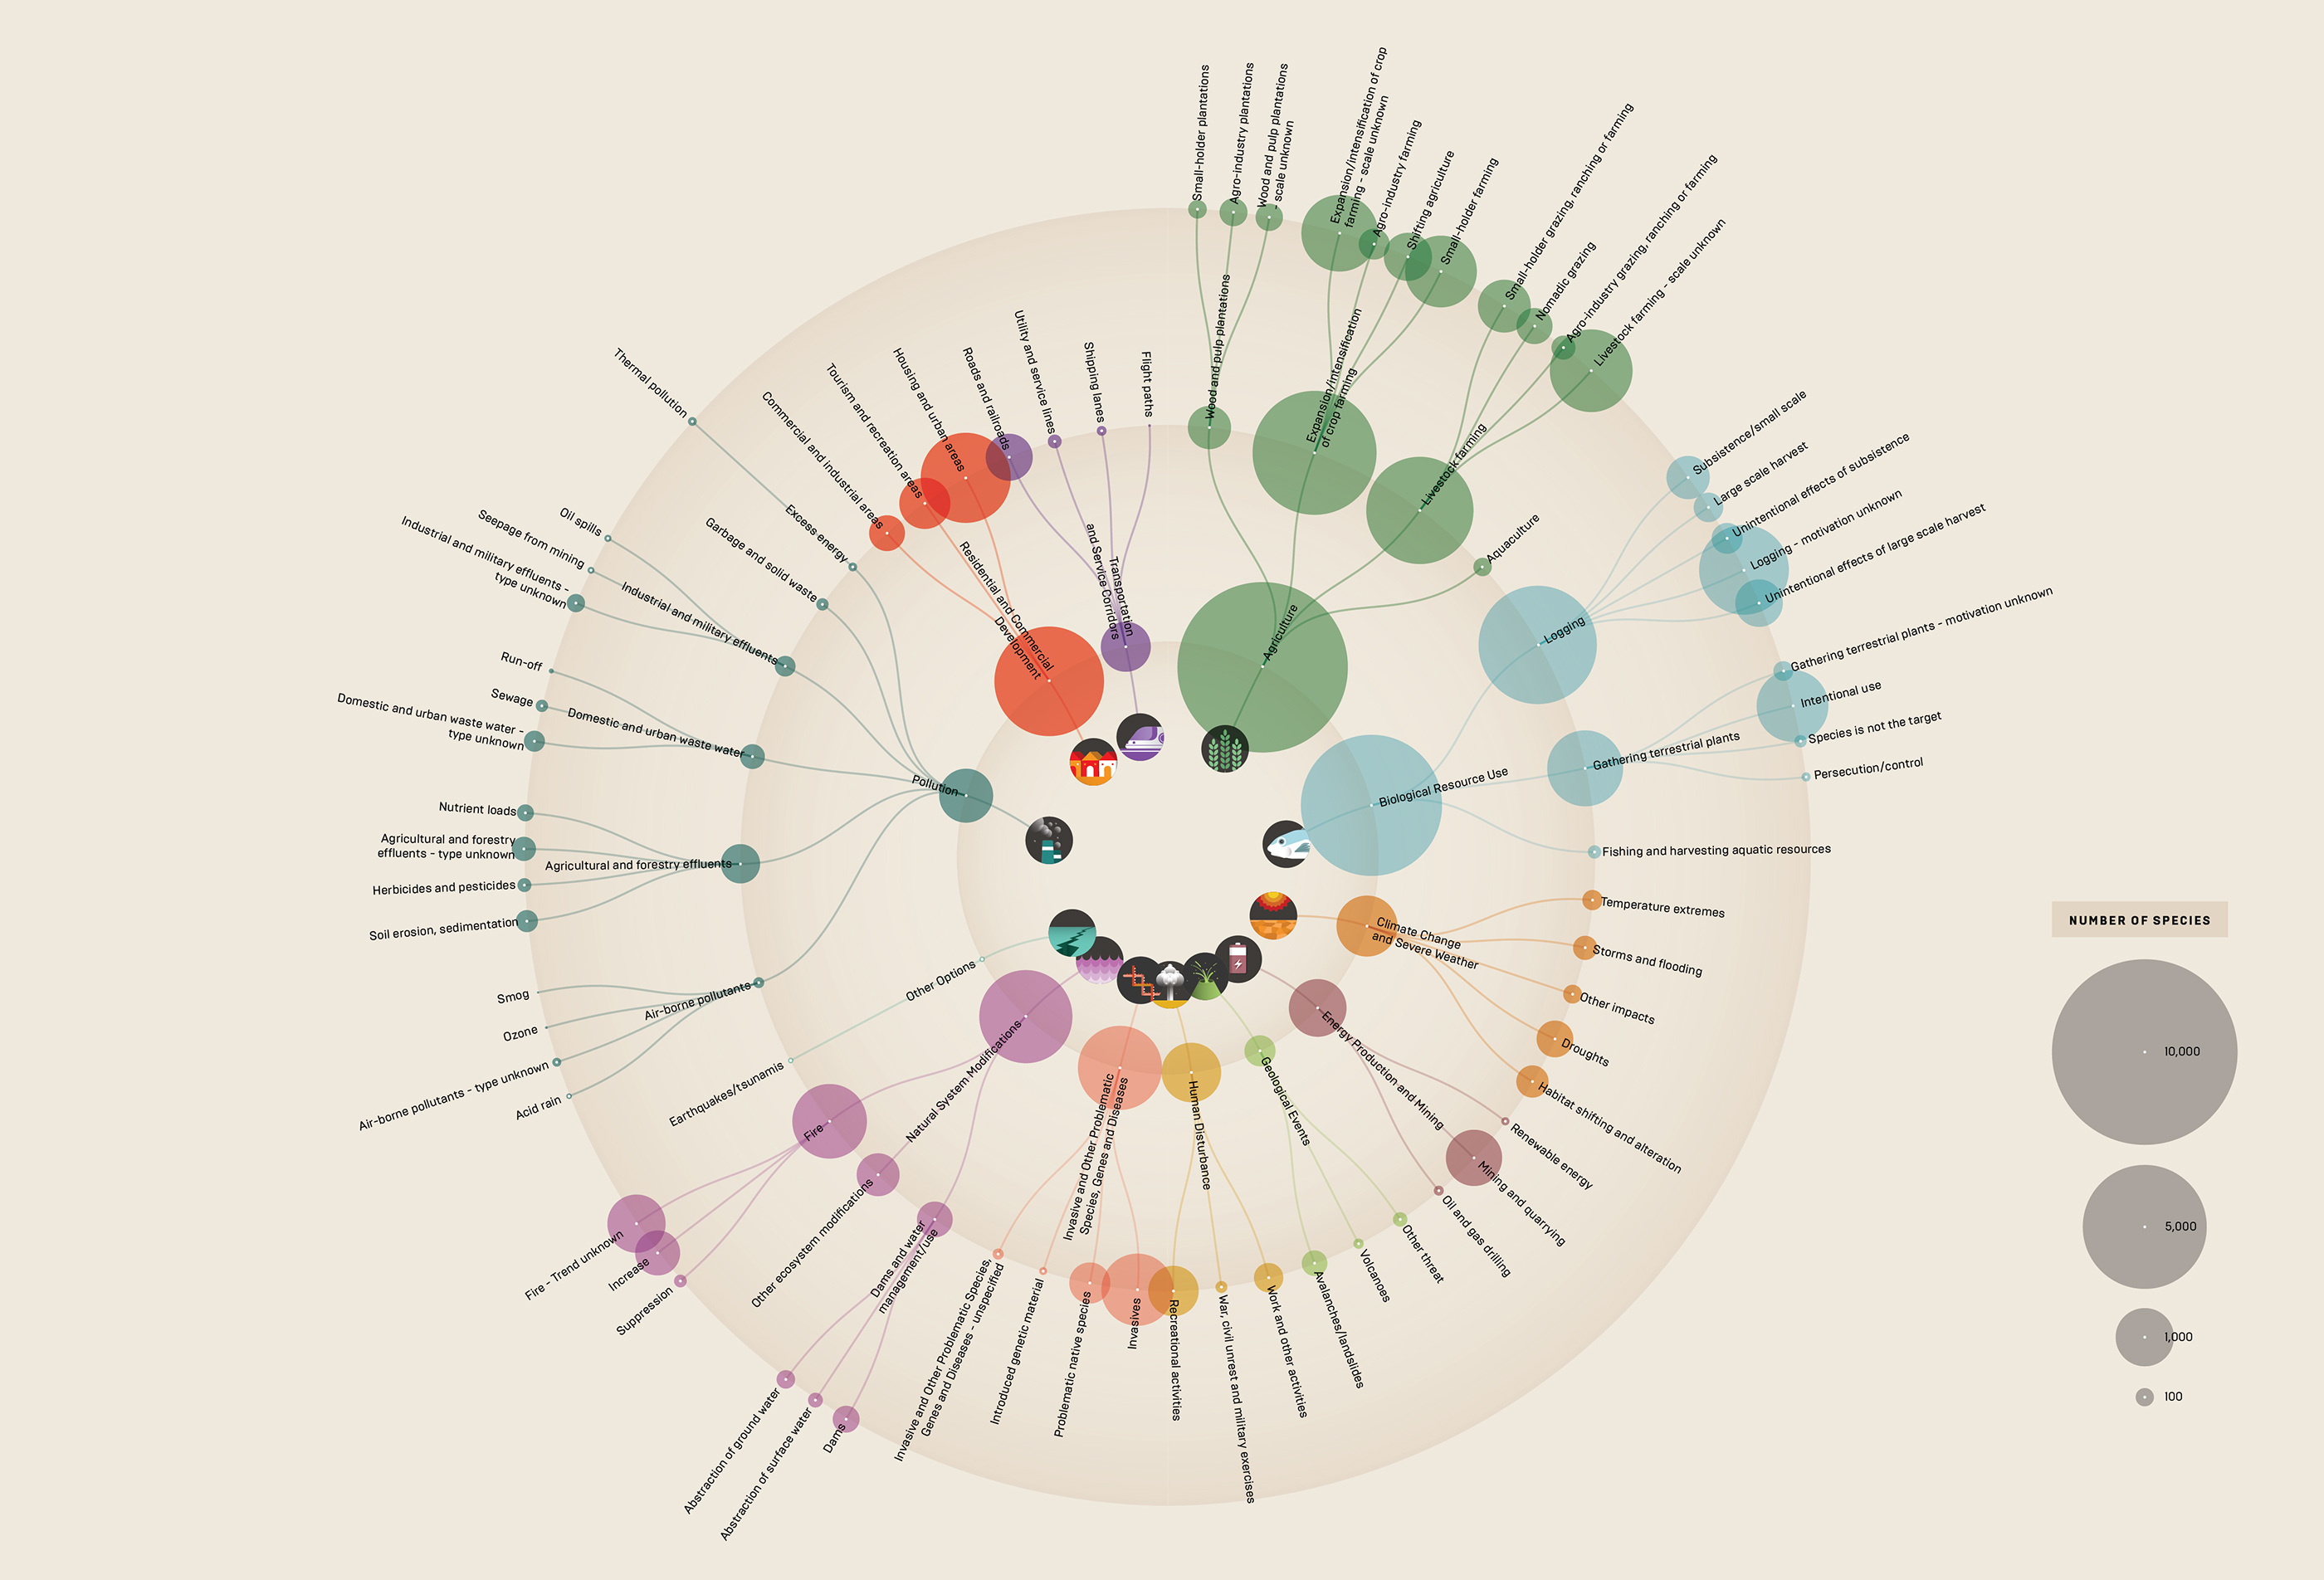 Small-holder plantations
Agro-industry plantations
Wood and pulp plantations
- scale unknown
Wood and pulp plantations
Expansion/intensification of crop
farming - scale unknown
Agro-industry farming
Shifting agriculture
Small-holder farming
Expansion/intensification
of crop farming
Small-holder grazing, ranching or farming
Nomadic grazing
Agro-industry grazing, ranching or farming
Livestock farming - scale unknown
Livestock farming
Aquaculture
Agriculture
Subsistence/small scale
Large scale harvest
Unintentional effects of subsistence
Logging - motivation unknown
Unintentional effects of large scale harvest
Logging
Gathering terrestrial plants - motivation unknown
Intentional use
Species is not the target
Persecution/control
Gathering terrestrial plants
Biological Resource Use
Fishing and harvesting aquatic resources
Temperature extremes
Storms and flooding
Other impacts
Droughts
Habitat shifting and alteration
Climate Change
and Severe Weather
Renewable energy
Mining and quarrying
Oil and gas drilling
Energy Production and Mining
Other threat
Volcanoes
Avalanches/landslides
Geological Events
Work and other activities
War, civil unrest and military exercises
Recreational activities
Human Disturbance
Invasives
Problematic native species
Introduced genetic material
Invasive and Other Problematic Species,
Genes and Diseases - unspecified
Invasive and Other Problematic
Species, Genes and Diseases
Dams
Abstraction of surface water
Abstraction of ground water
Dams and water
management/use
Other ecosystem modifications
Natural System Modifications
Suppression
Increase
Fire - Trend unknown
Fire
Earthquakes/tsunamis
Other Options
Acid rain
Air-borne pollutants - type unknown
Ozone
Smog
Air-borne pollutants
Soil erosion, sedimentation
Herbicides and pesticides
Agricultural and forestry
effluents - type unknown
Nutrient loads
Agricultural and forestry effluents
Domestic and urban waste water -
type unknown
Sewage
Run-off
Domestic and urban waste water
Industrial and military effluents -
type unknown
Seepage from mining
Oil spills
Industrial and military effluents
Garbage and solid waste
Excess energy
Thermal pollution
Pollution
Commercial and industrial areas
Tourism and recreation areas
Housing and urban areas
Residential and Commercial
Development
Roads and railroads
Utility and service lines
Shipping lanes
Flight paths
Transportation
and Service Corridors
NUMBER OF SPECIES
10,000
5,000
1,000
100